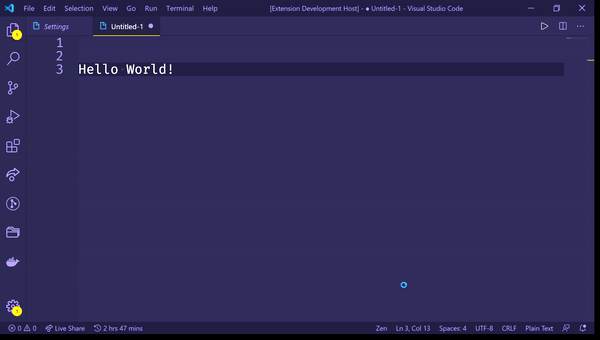 File Edit Selection View Go Run Terminal Help [Extension Development Host] - ● Untitled-1 - Visual Studio Code
Settings Untitled-1
1
2
3 Hello World!
1
1
0 0 Live Share 2 hrs 47 mins Zen Ln 3, Col 13 Spaces: 4 UTF-8 CRLF Plain Text